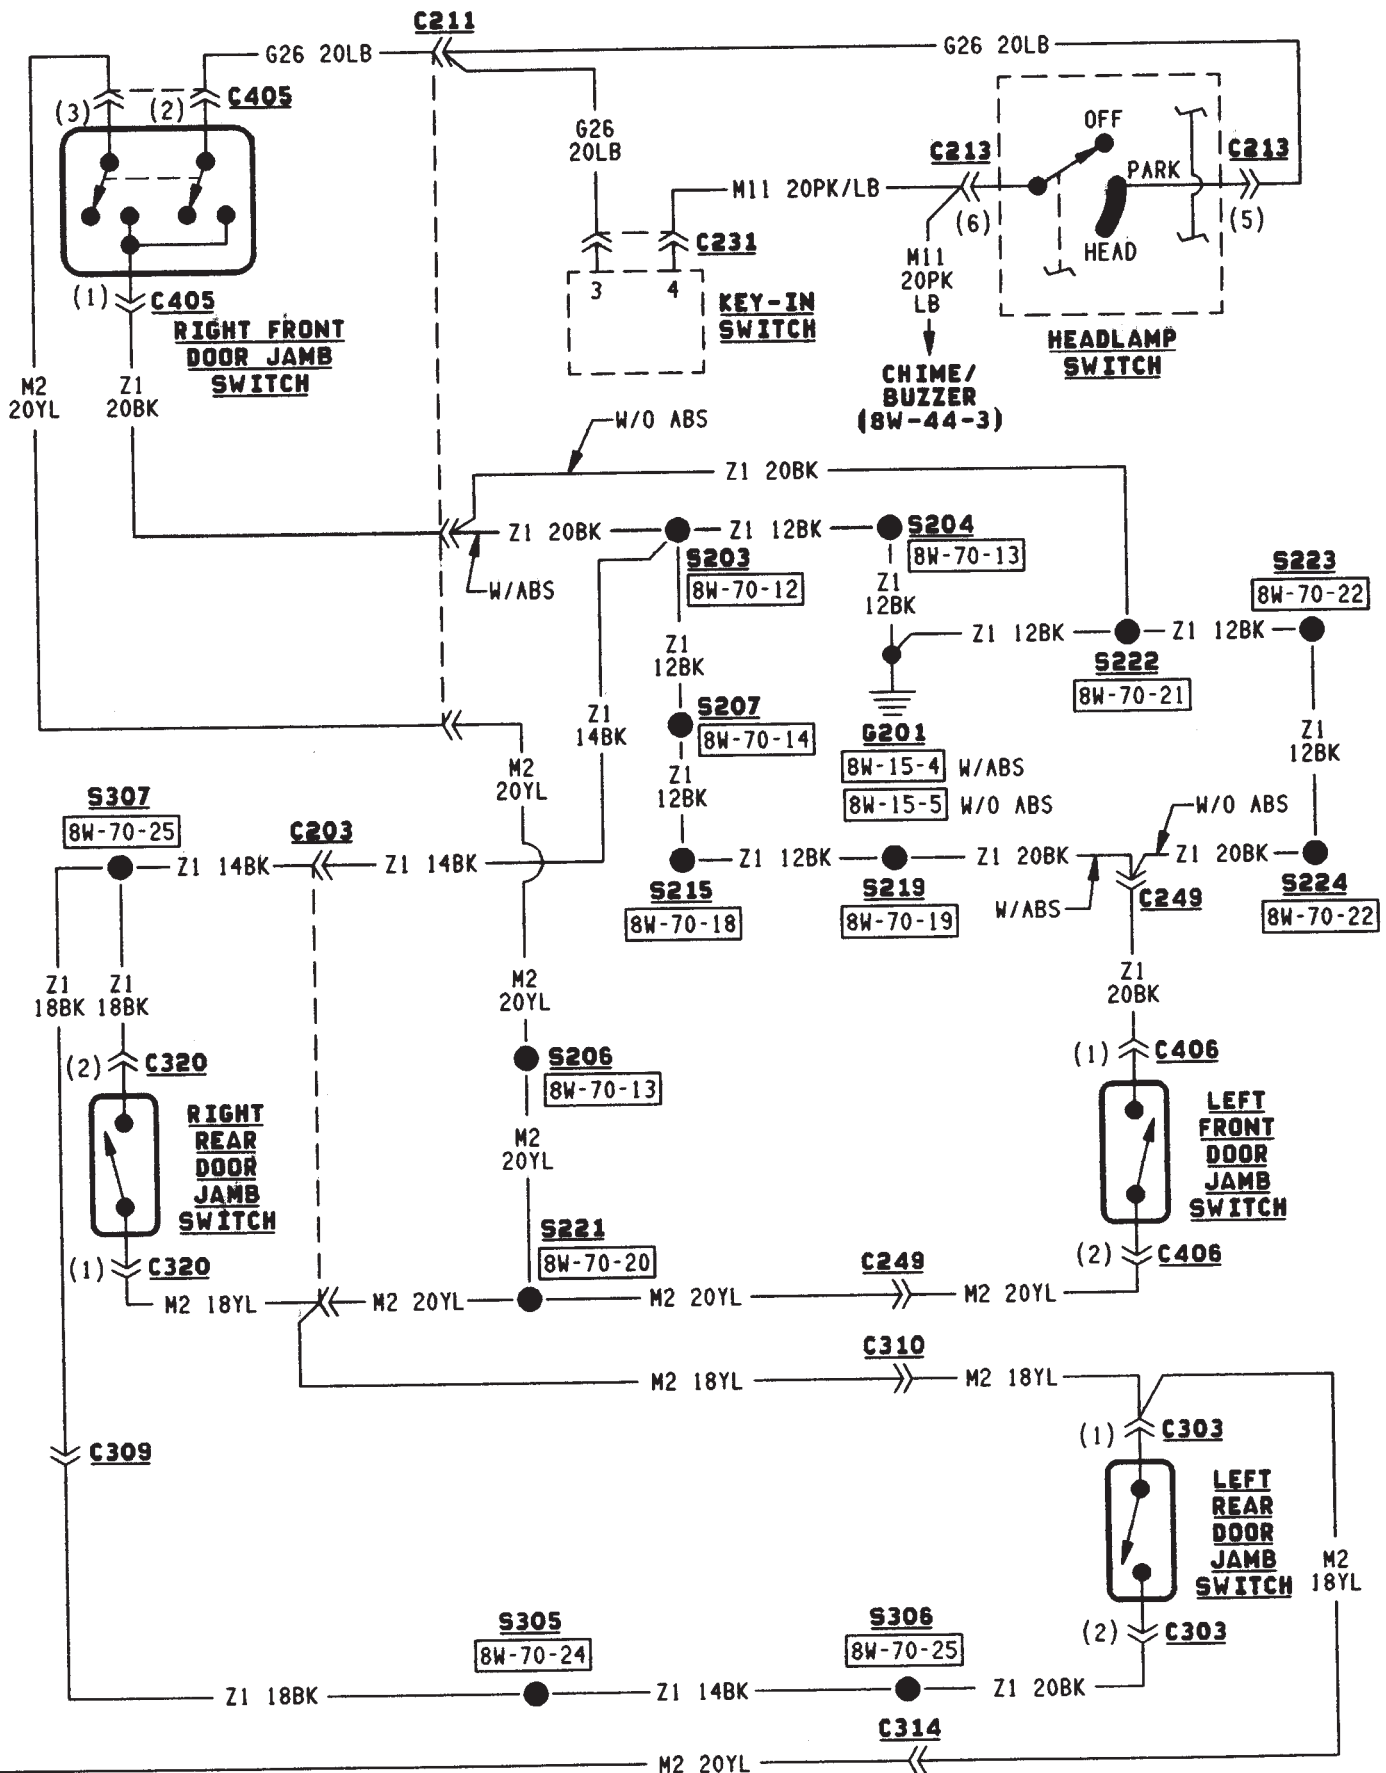 C211
G26 20LB
G26 20LB
(3)
(2)
C405
G26
20LB
OFF
C213
C213
PARK
M11 20PK/LB
(6)
(5)
HEAD
C231
M11
20PK
LB
3
4
KEY-IN
SWITCH
(1)
C405
RIGHT FRONT
DOOR JAMB
SWITCH
HEADLAMP
SWITCH
CHIME/
BUZZER
(8W-44-3)
M2
20YL
Z1
20BK
W/O ABS
Z1 20BK
Z1 20BK
Z1 12BK
S204
8W-70-13
S203
8W-70-12
W/ABS
Z1
12BK
S223
8W-70-22
Z1 12BK
Z1 12BK
Z1
12BK
S222
8W-70-21
S207
8W-70-14
Z1
14BK
G201
8W-15-4 W/ABS
8W-15-5 W/O ABS
Z1
12BK
M2
20YL
Z1
12BK
S307
8W-70-25
C203
W/O ABS
Z1 14BK
Z1 14BK
Z1 12BK
Z1 20BK
Z1 20BK
S215
8W-70-18
S219
8W-70-19
W/ABS
C249
S224
8W-70-22
Z1
18BK
Z1
18BK
M2
20YL
Z1
20BK
(2)
C320
S206
8W-70-13
(1)
C406
RIGHT
REAR
DOOR
JAMB
SWITCH
M2
20YL
LEFT
FRONT
DOOR
JAMB
SWITCH
S221
8W-70-20
(1)
C320
C249
(2)
C406
M2 18YL
M2 20YL
M2 20YL
M2 20YL
C310
M2 18YL
M2 18YL
C309
(1)
C303
LEFT
REAR
DOOR
JAMB
SWITCH
M2
18YL
S305
8W-70-24
S306
8W-70-25
(2)
C303
Z1 18BK
Z1 14BK
Z1 20BK
C314
M2 20YL